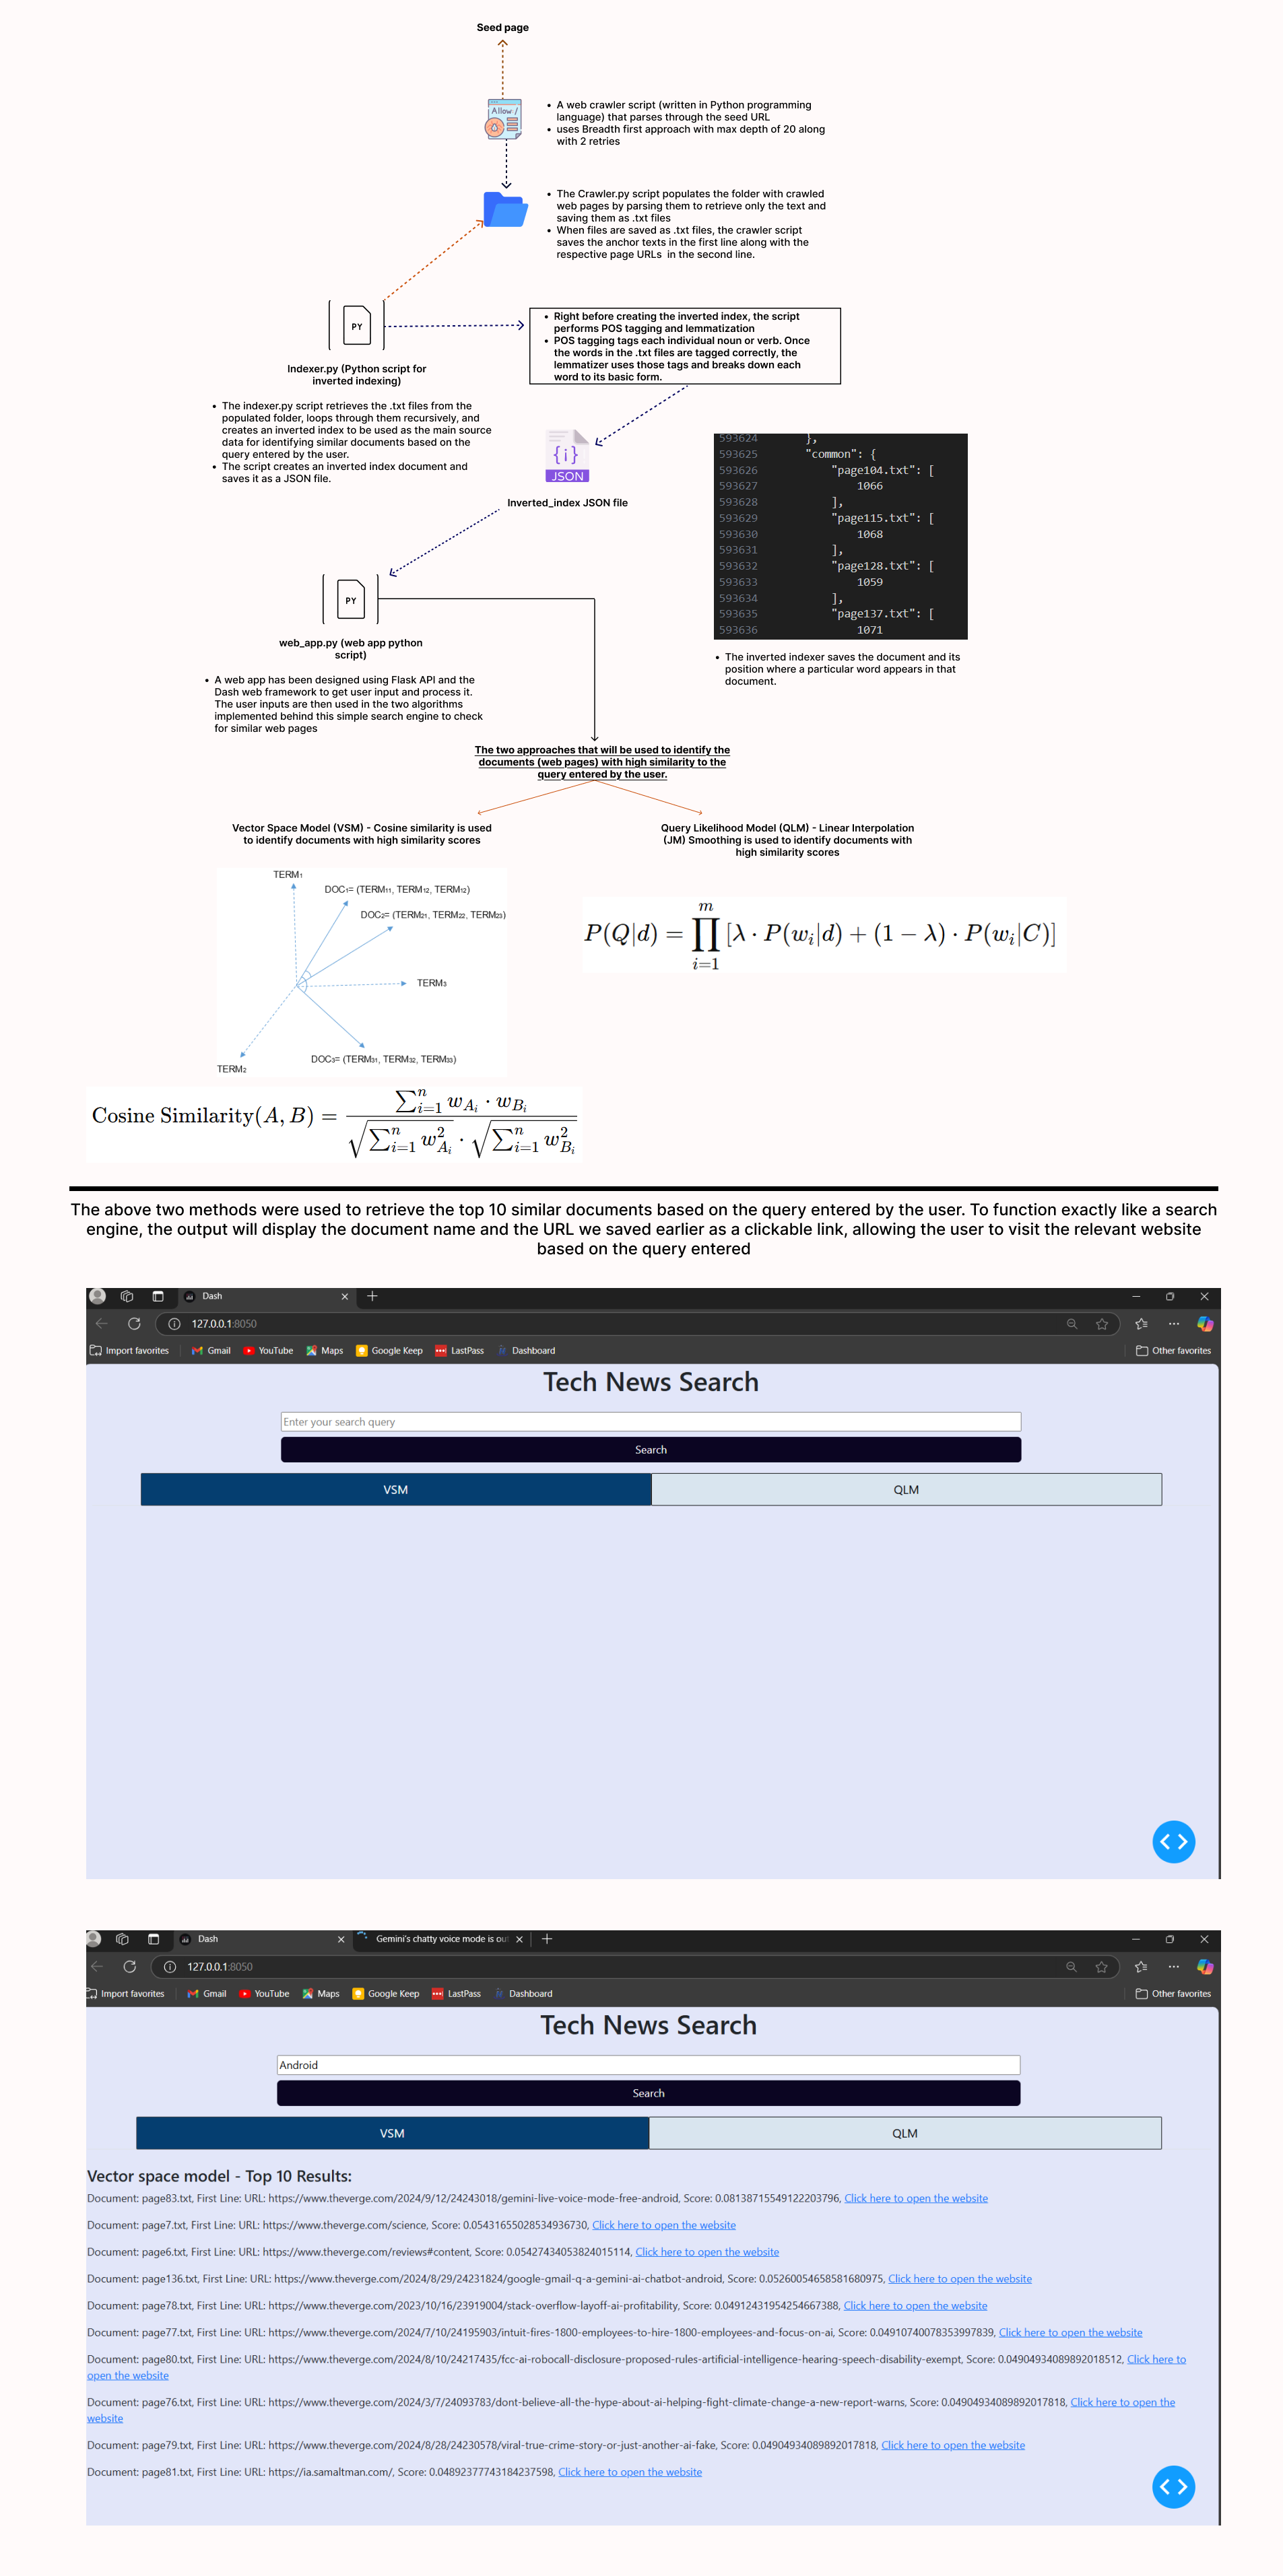 Seed page
Allow /
• A web crawler script (written in Python programming
language) that parses through the seed URL
• uses Breadth first approach with max depth of 20 along
with 2 retries
• The Crawler.py script populates the folder with crawled
web pages by parsing them to retrieve only the text and
saving them as .txt files
• When files are saved as .txt files, the crawler script
saves the anchor texts in the first line along with the
respective page URLs in the second line.
PY
Indexer.py (Python script for
inverted indexing)
• Right before creating the inverted index, the script
performs POS tagging and lemmatization
• POS tagging tags each individual noun or verb. Once
the words in the .txt files are tagged correctly, the
lemmatizer uses those tags and breaks down each
word to its basic form.
• The indexer.py script retrieves the .txt files from the
populated folder, loops through them recursively, and
creates an inverted index to be used as the main source
data for identifying similar documents based on the
query entered by the user.
• The script creates an inverted index document and
saves it as a JSON file.
{i}
JSON
Inverted_index JSON file
593624 },
593625 "common": {
593626 "page104.txt": [
593627 1066
593628 ],
593629 "page115.txt": [
593630 1068
593631 ],
593632 "page128.txt": [
593633 1059
593634 ],
593635 "page137.txt": [
593636 1071
• The inverted indexer saves the document and its
position where a particular word appears in that
document.
PY
web_app.py (web app python
script)
• A web app has been designed using Flask API and the
Dash web framework to get user input and process it.
The user inputs are then used in the two algorithms
implemented behind this simple search engine to check
for similar web pages
The two approaches that will be used to identify the
documents (web pages) with high similarity to the
query entered by the user.
Vector Space Model (VSM) - Cosine similarity is used
to identify documents with high similarity scores
Query Likelihood Model (QLM) - Linear Interpolation
(JM) Smoothing is used to identify documents with
high similarity scores
TERM₁
DOC₁= (TERM₁₁, TERM₁₂, TERM₁₂)
DOC₂= (TERM₂₁, TERM₂₂, TERM₂₃)
TERM₃
DOC₃= (TERM₃₁, TERM₃₂, TERM₃₃)
TERM₂
P(Q|d) = ∏_{i=1}^{m} [λ · P(w_i|d) + (1 − λ) · P(w_i|C)]
Cosine Similarity(A, B) = \frac{∑_{i=1}^{n} w_{A_i} · w_{B_i}}{\sqrt{∑_{i=1}^{n} w_{A_i}^2} · \sqrt{∑_{i=1}^{n} w_{B_i}^2}}
The above two methods were used to retrieve the top 10 similar documents based on the query entered by the user. To function exactly like a search
engine, the output will display the document name and the URL we saved earlier as a clickable link, allowing the user to visit the relevant website
based on the query entered
Dash
127.0.0.1:8050
Import favorites Gmail YouTube Maps Google Keep LastPass Dashboard Other favorites
Tech News Search
Enter your search query
Search
VSM QLM
Dash Gemini's chatty voice mode is out
127.0.0.1:8050
Import favorites Gmail YouTube Maps Google Keep LastPass Dashboard Other favorites
Tech News Search
Android
Search
VSM QLM
Vector space model - Top 10 Results:
Document: page83.txt, First Line: URL: https://www.theverge.com/2024/9/12/24243018/gemini-live-voice-mode-free-android, Score: 0.08138715549122203796, Click here to open the website
Document: page7.txt, First Line: URL: https://www.theverge.com/science, Score: 0.05431655028534936730, Click here to open the website
Document: page6.txt, First Line: URL: https://www.theverge.com/reviews#content, Score: 0.05427434053824015114, Click here to open the website
Document: page136.txt, First Line: URL: https://www.theverge.com/2024/8/29/24231824/google-gmail-q-a-gemini-ai-chatbot-android, Score: 0.05260054658581680975, Click here to open the website
Document: page78.txt, First Line: URL: https://www.theverge.com/2023/10/16/23919004/stack-overflow-layoff-ai-profitability, Score: 0.04912431954254667388, Click here to open the website
Document: page77.txt, First Line: URL: https://www.theverge.com/2024/7/10/24195903/intuit-fires-1800-employees-to-hire-1800-employees-and-focus-on-ai, Score: 0.04910740078353997839, Click here to open the website
Document: page80.txt, First Line: URL: https://www.theverge.com/2024/8/10/24217435/fcc-ai-robocall-disclosure-proposed-rules-artificial-intelligence-hearing-speech-disability-exempt, Score: 0.04904934089892018512, Click here to
open the website
Document: page76.txt, First Line: URL: https://www.theverge.com/2024/3/7/24093783/dont-believe-all-the-hype-about-ai-helping-fight-climate-change-a-new-report-warns, Score: 0.04904934089892017818, Click here to open the
website
Document: page79.txt, First Line: URL: https://www.theverge.com/2024/8/28/24230578/viral-true-crime-story-or-just-another-ai-fake, Score: 0.04904934089892017818, Click here to open the website
Document: page81.txt, First Line: URL: https://ia.samaltman.com/, Score: 0.04892377743184237598, Click here to open the website